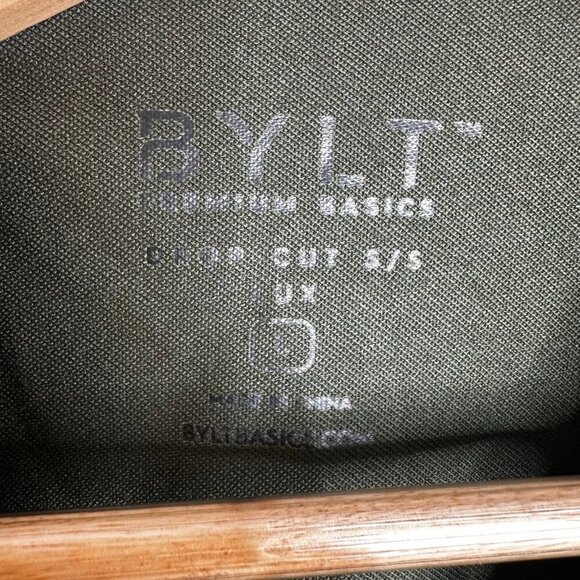 BYLT™
PREMIUM BASICS
DROP CUT S/S
LUX
MADE IN CHINA
BYLTBASICS.COM